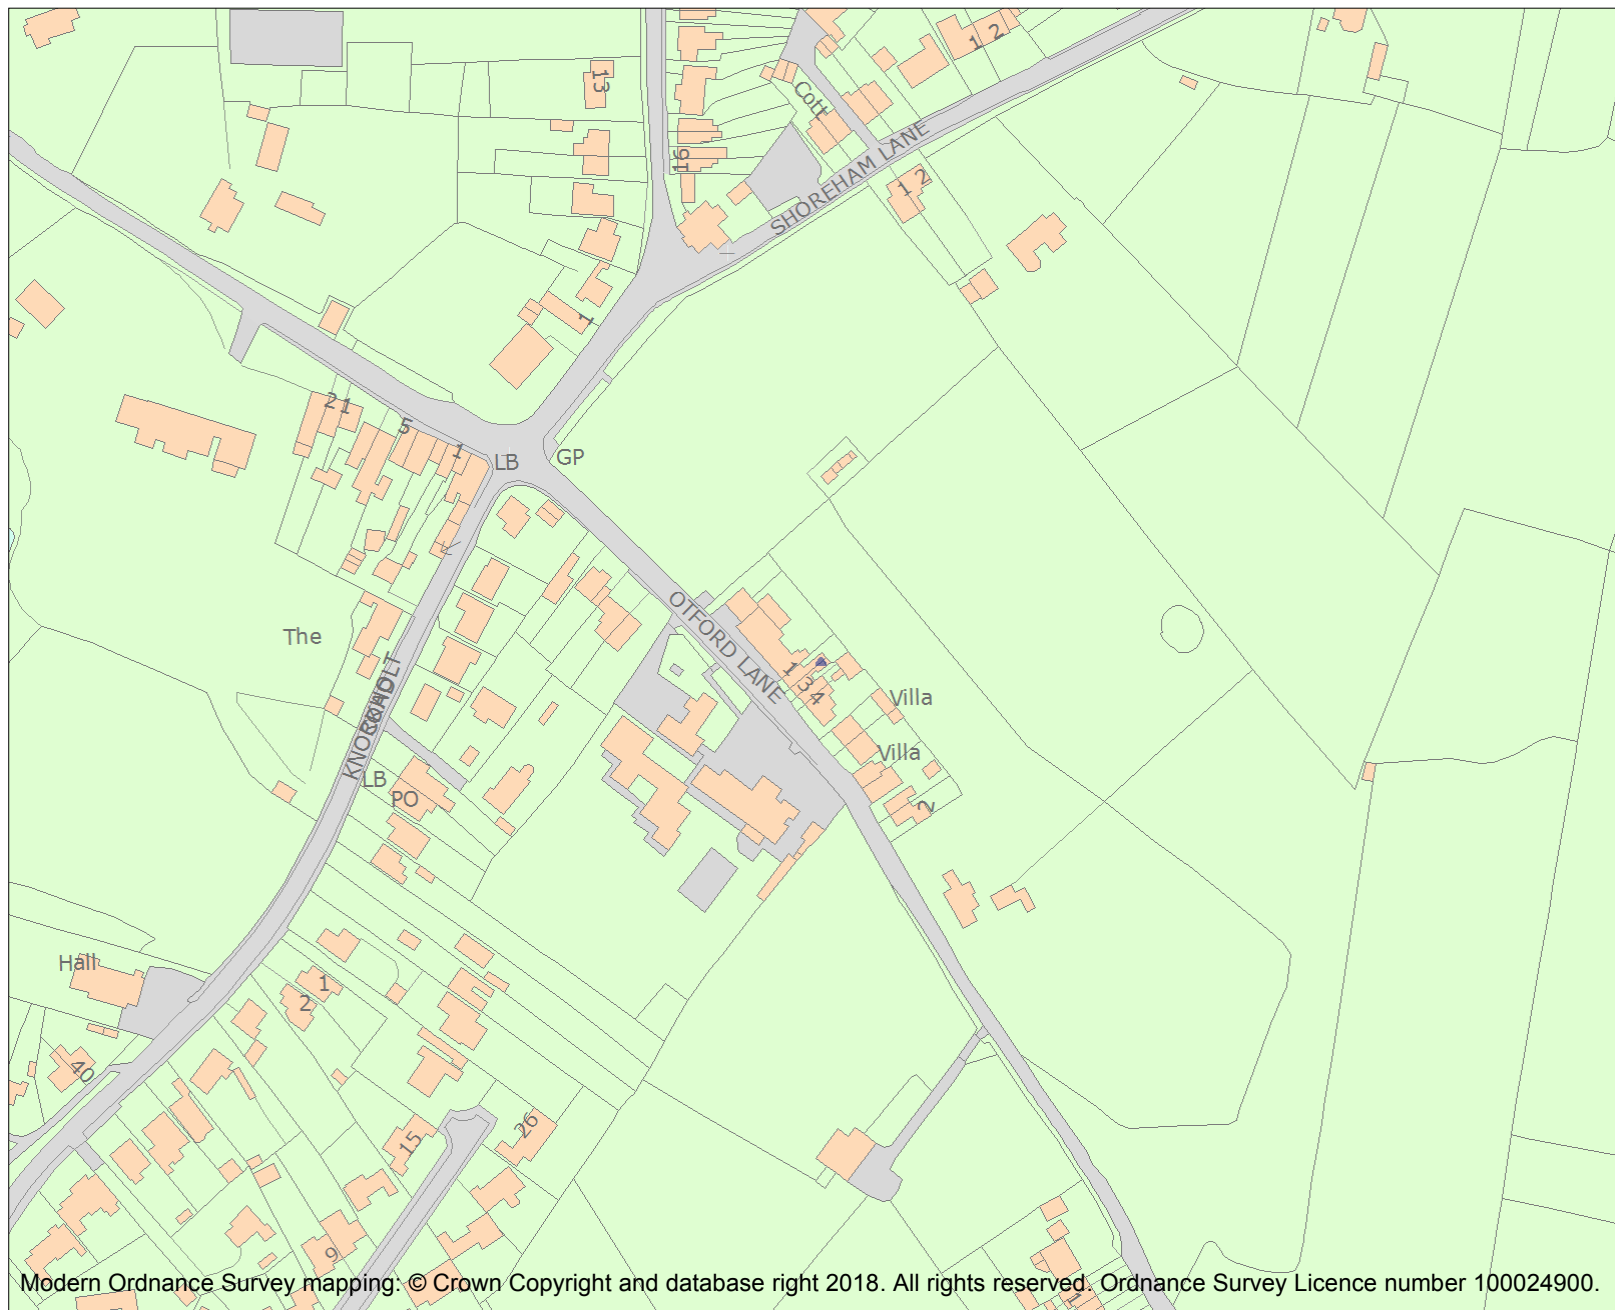 1 2
13
Cott
16
SHOREHAM LANE
1 2
1
2 1
5
1
LB
GP
OTFORD LANE
The
1
3 4
Villa
KNOCKHOLT
ROAD
Villa
LB
PO
2
Hall
1
2
40
15
26
9
1
Modern Ordnance Survey mapping: © Crown Copyright and database right 2018. All rights reserved. Ordnance Survey Licence number 100024900.